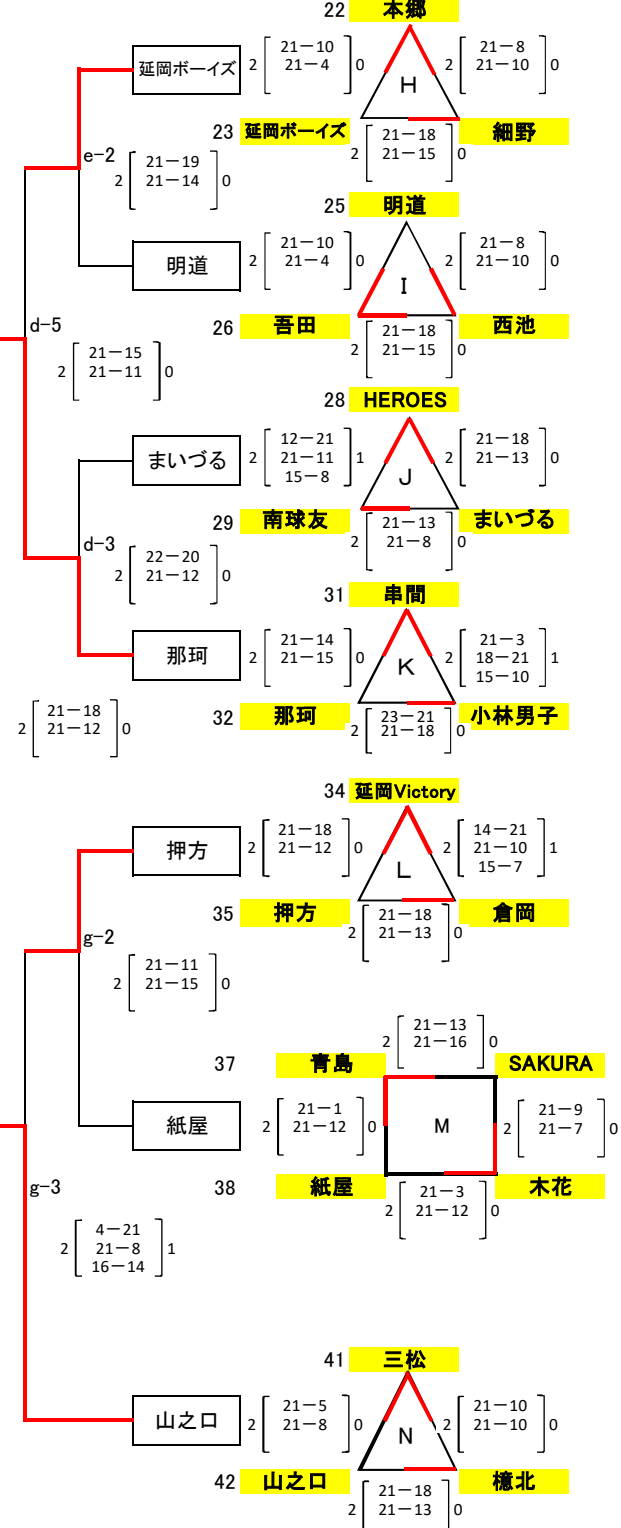 22 本郷
延岡ボーイズ 2 21－10 0 2 21－8 0
21－4 21－10
H
23 延岡ボーイズ 細野
21－18
2 21－15 0
e-2
21－19
2 21－14 0
25 明道
明道 2 21－10 0 2 21－8 0
21－4 21－10
I
26 吾田 西池
21－18
2 21－15 0
d-5
21－15
2 21－11 0
28 HEROES
まいづる 2 12－21 1 2 21－18 0
21－11 21－13
15－8
J
29 南球友 まいづる
21－13
2 21－8 0
d-3
22－20
2 21－12 0
31 串間
那珂 2 21－14 0 2 21－3 1
21－15 18－21
15－10
K
32 那珂 小林男子
23－21
2 21－18 0
21－18
2 21－12 0
34 延岡Victory
押方 2 21－18 0 2 14－21 1
21－12 21－10
15－7
L
35 押方 倉岡
21－18
2 21－13 0
g-2
21－11
2 21－15 0
21－13
2 21－16 0
37 青島 SAKURA
紙屋 2 21－1 0 M 2 21－9 0
21－12 21－7
38 紙屋 木花
21－3
2 21－12 0
g-3
4－21
2 21－8 1
16－14
41 三松
山之口 2 21－5 0 2 21－10 0
21－8 21－10
N
42 山之口 檍北
21－18
2 21－13 0